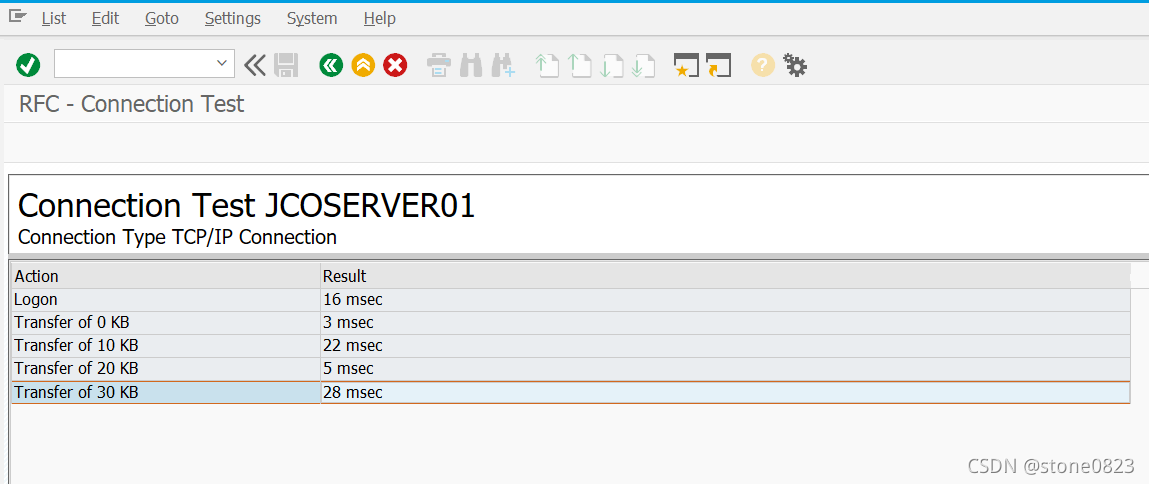 List Edit Goto Settings System Help
RFC - Connection Test
Connection Test JCOSERVER01
Connection Type TCP/IP Connection
Action Result
Logon 16 msec
Transfer of 0 KB 3 msec
Transfer of 10 KB 22 msec
Transfer of 20 KB 5 msec
Transfer of 30 KB 28 msec
CSDN @stone0823